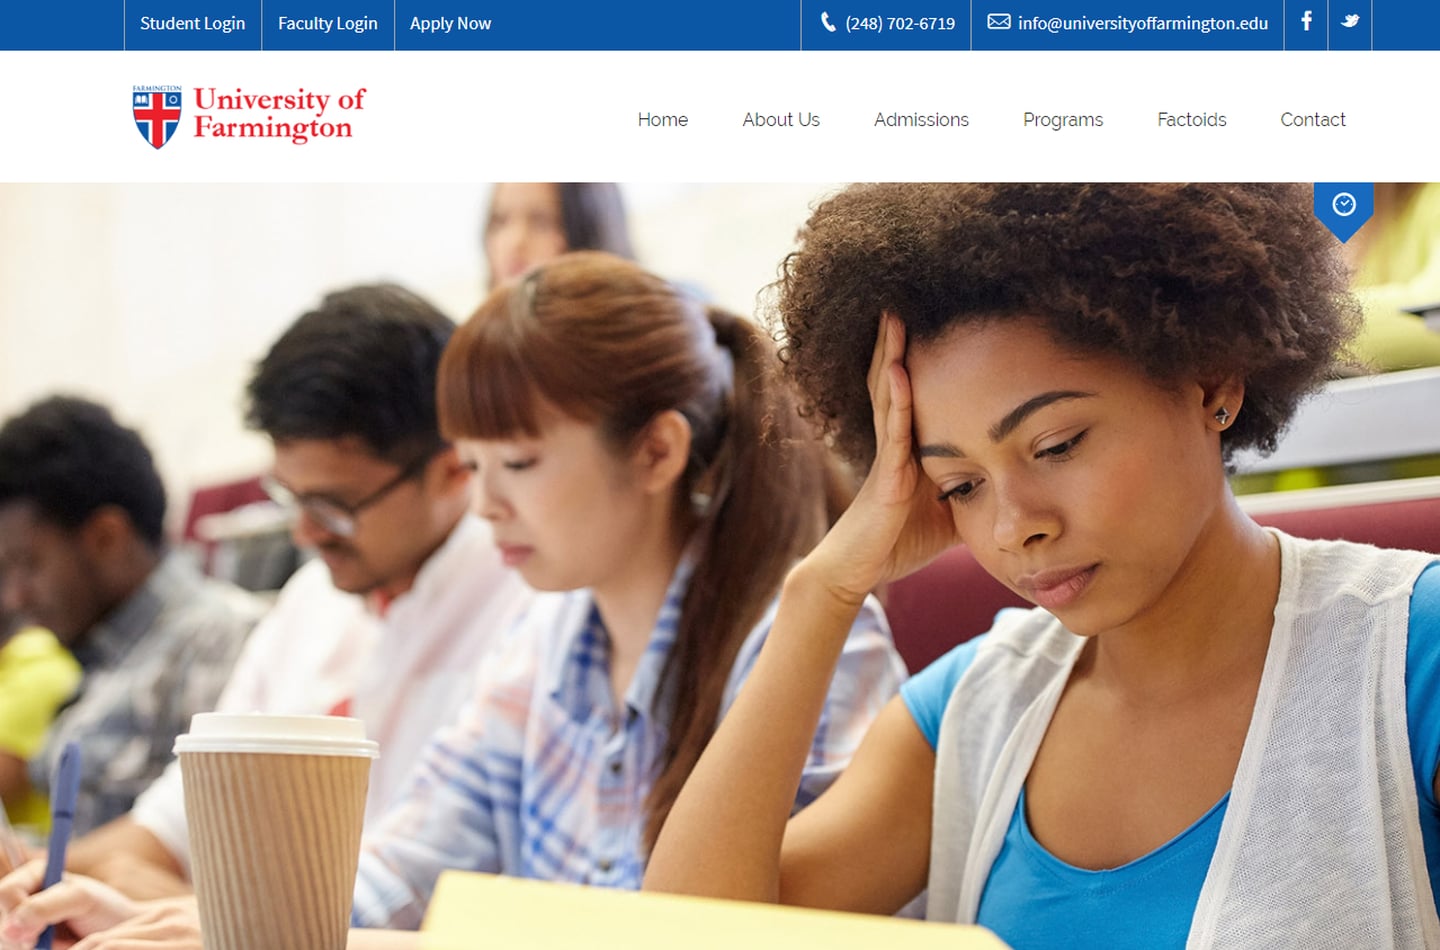 Student Login
Faculty Login
Apply Now
(248) 702-6719
info@universityoffarmington.edu
FARMINGTON
University of
Farmington
Home
About Us
Admissions
Programs
Factoids
Contact